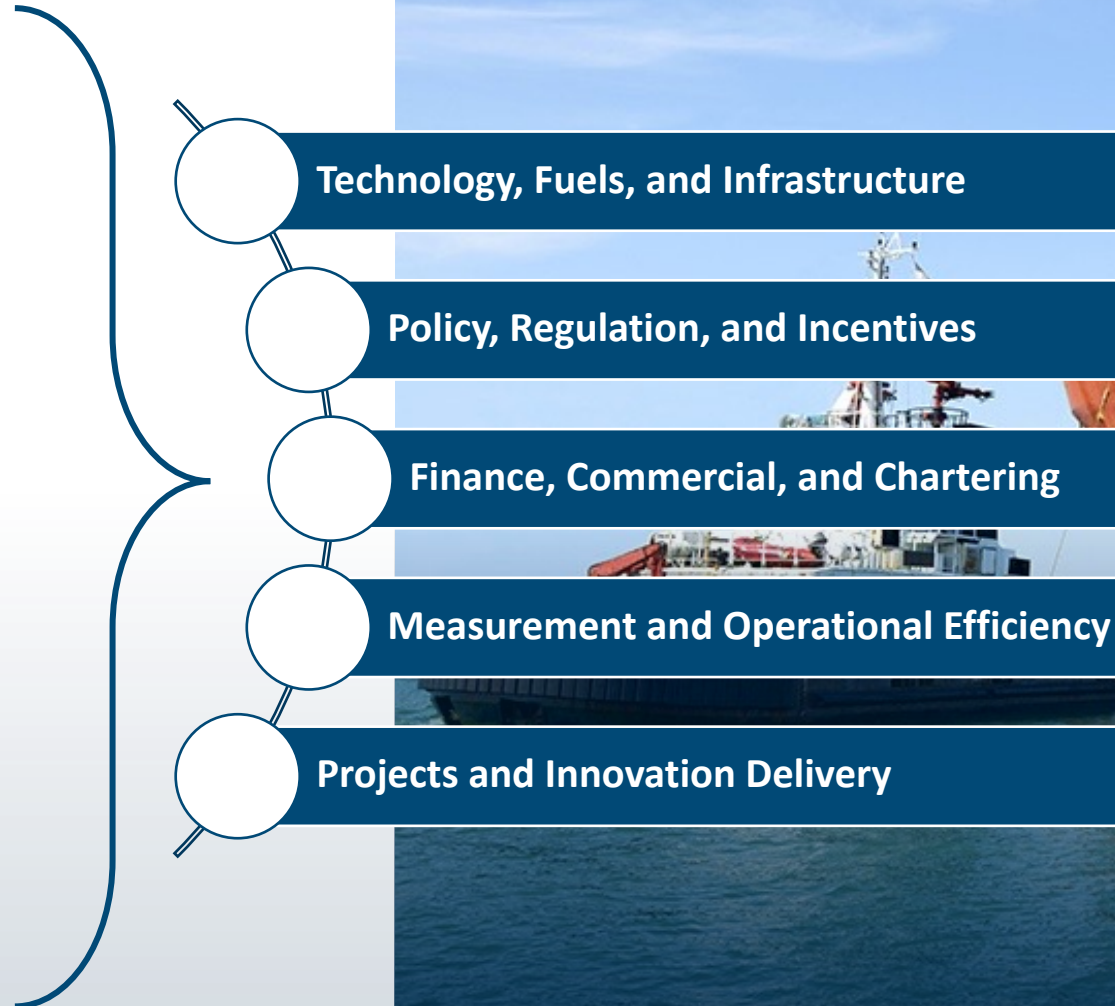 Technology, Fuels, and Infrastructure
Policy, Regulation, and Incentives
Finance, Commercial, and Chartering
Measurement and Operational Efficiency
Projects and Innovation Delivery